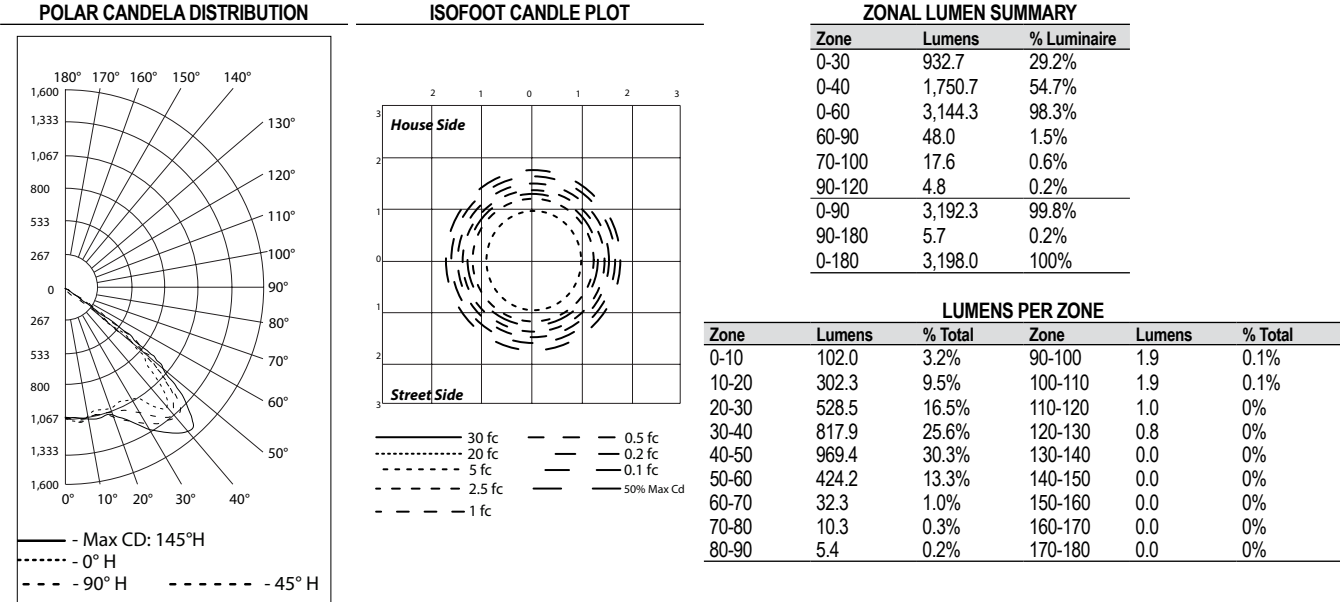 POLAR CANDELA DISTRIBUTION
180° 170° 160° 150° 140°
1,600
1,333
130°
1,067
120°
800
110°
533
100°
267
0
90°
267
80°
533
70°
800
60°
1,067
1,333
50°
1,600
0° 10° 20° 30° 40°
- Max CD: 145°H
- 0° H
- 90° H - 45° H
ISOFOOT CANDLE PLOT
2 1 0 1 2 3
3
House Side
2
1
0
1
2
Street Side
3
30 fc 0.5 fc
20 fc 0.2 fc
5 fc 0.1 fc
2.5 fc 50% Max Cd
1 fc
ZONAL LUMEN SUMMARY
Zone Lumens % Luminaire
0-30 932.7 29.2%
0-40 1,750.7 54.7%
0-60 3,144.3 98.3%
60-90 48.0 1.5%
70-100 17.6 0.6%
90-120 4.8 0.2%
0-90 3,192.3 99.8%
90-180 5.7 0.2%
0-180 3,198.0 100%
LUMENS PER ZONE
Zone Lumens % Total Zone Lumens % Total
0-10 102.0 3.2% 90-100 1.9 0.1%
10-20 302.3 9.5% 100-110 1.9 0.1%
20-30 528.5 16.5% 110-120 1.0 0%
30-40 817.9 25.6% 120-130 0.8 0%
40-50 969.4 30.3% 130-140 0.0 0%
50-60 424.2 13.3% 140-150 0.0 0%
60-70 32.3 1.0% 150-160 0.0 0%
70-80 10.3 0.3% 160-170 0.0 0%
80-90 5.4 0.2% 170-180 0.0 0%